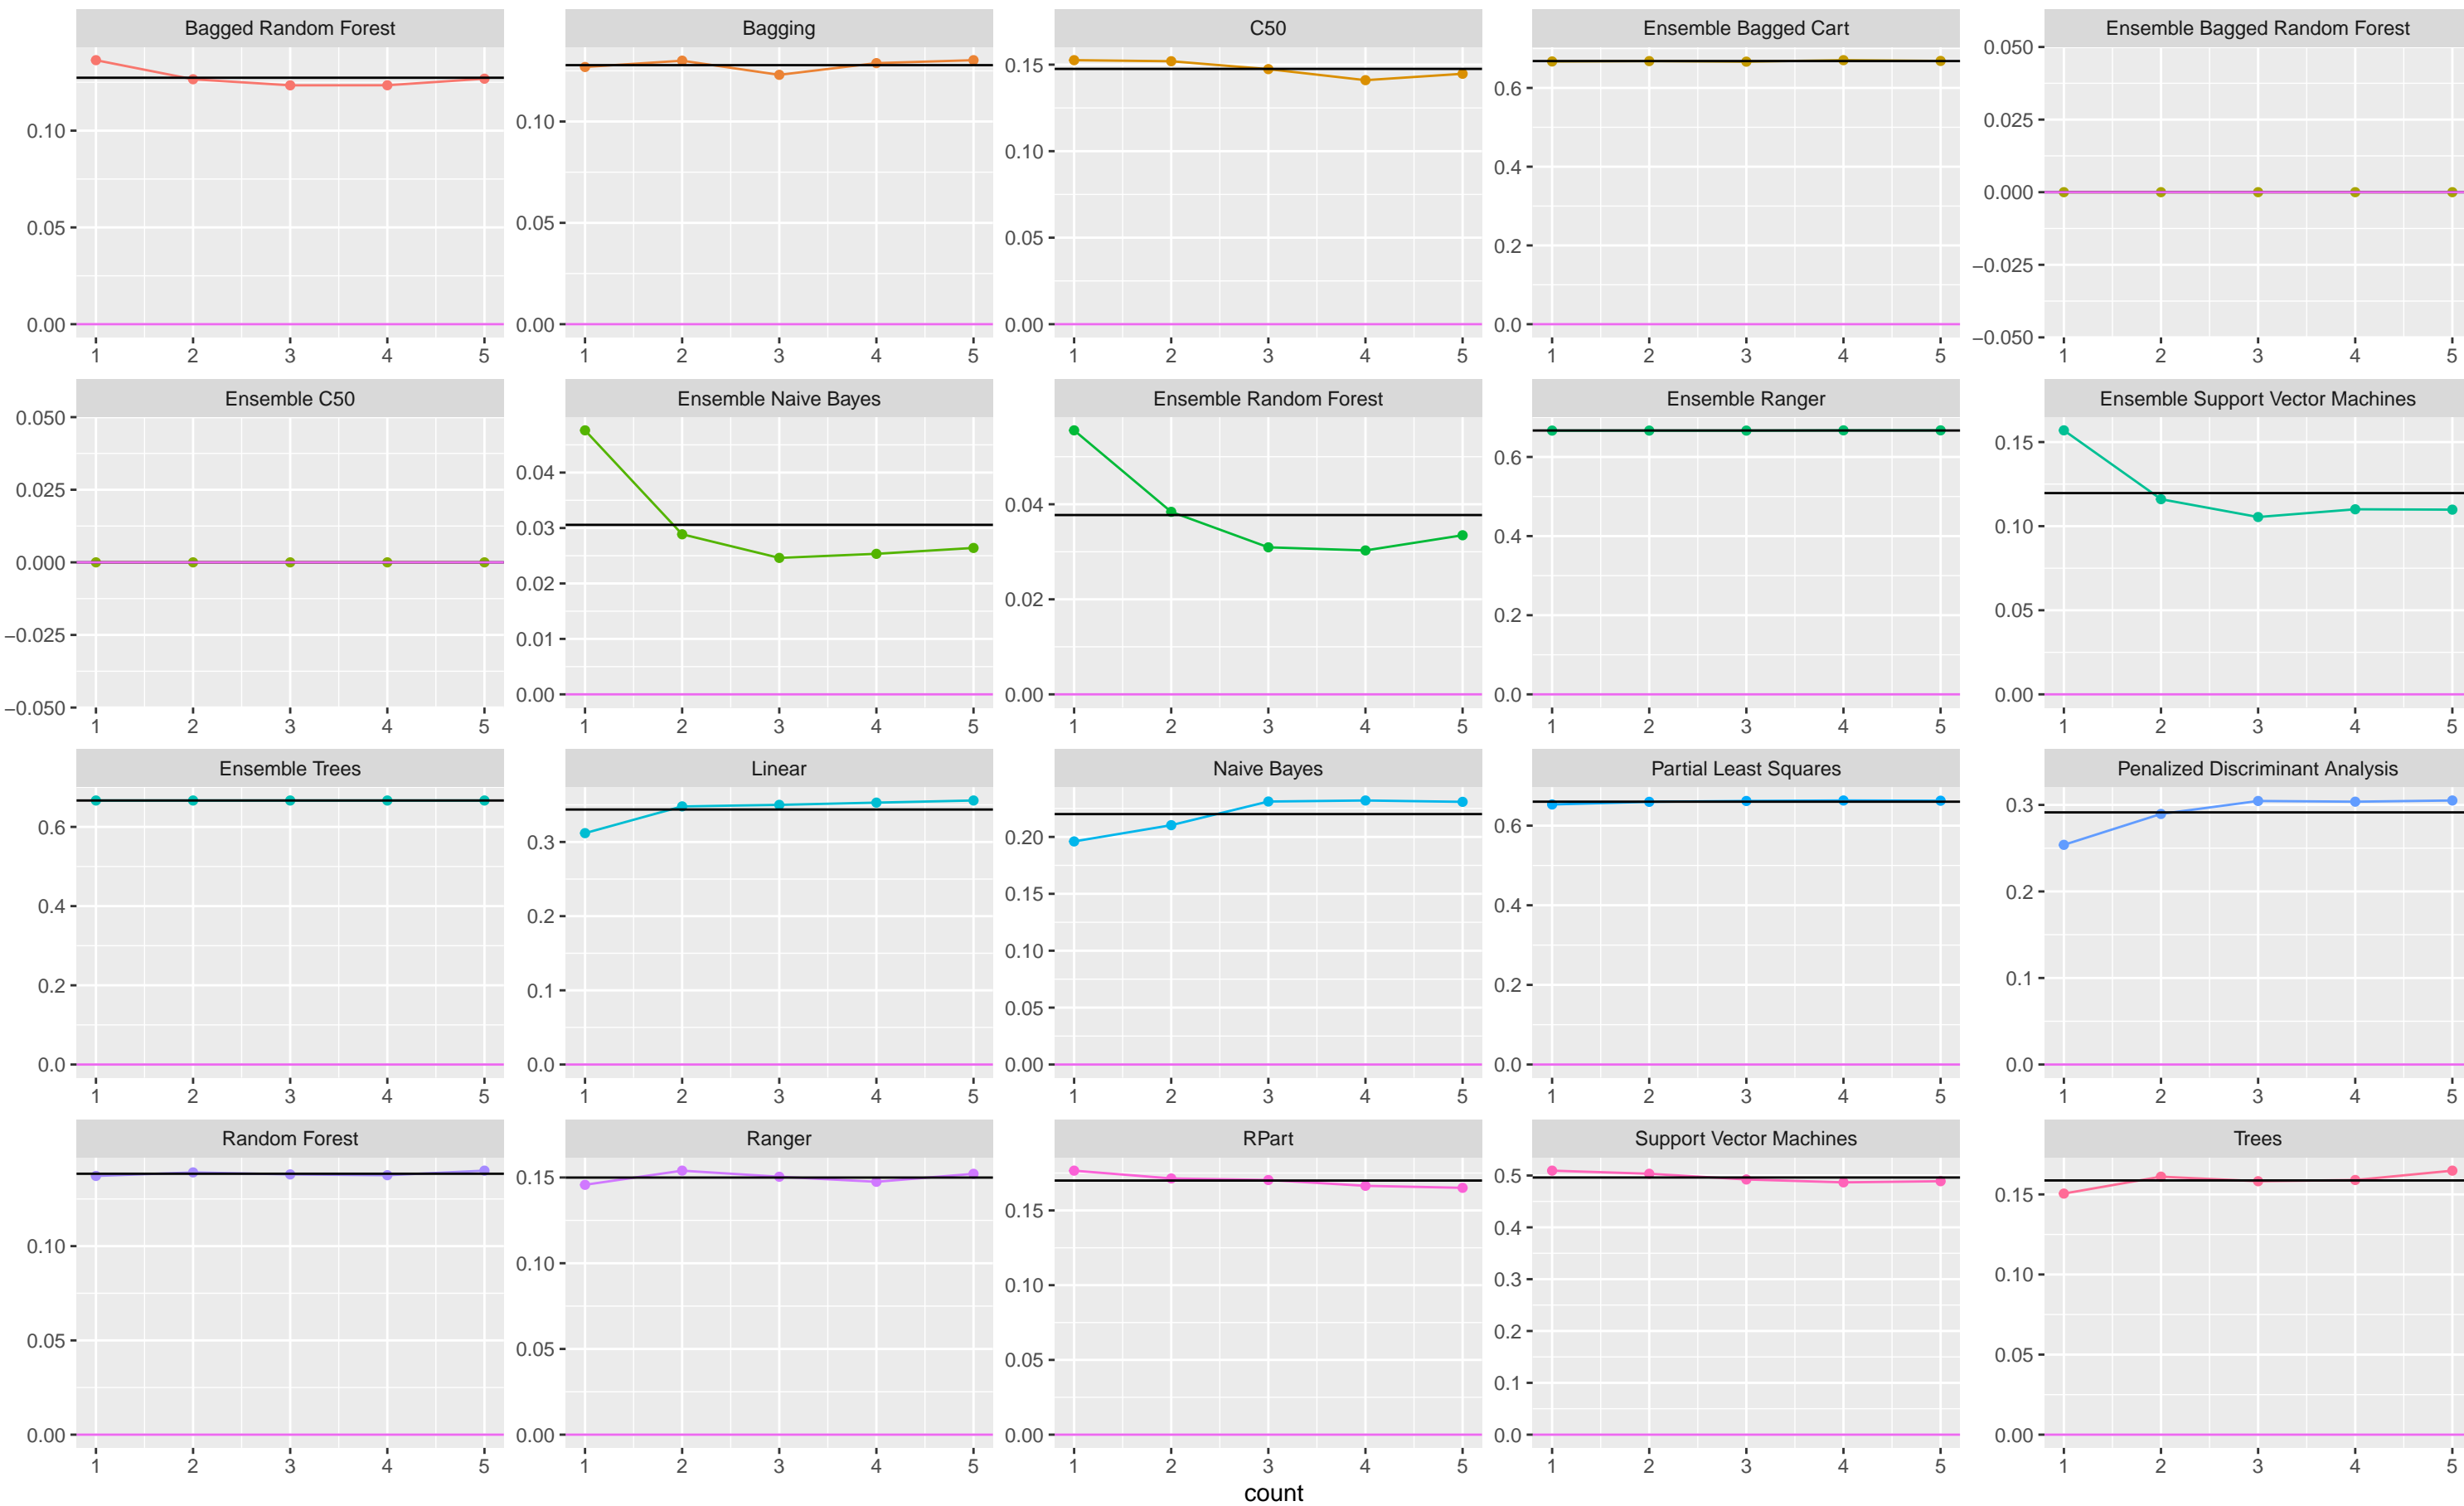 Bagged Random Forest
0.10
0.05
0.00
1 2 3 4 5
Bagging
0.10
0.05
0.00
1 2 3 4 5
C50
0.15
0.10
0.05
0.00
1 2 3 4 5
Ensemble Bagged Cart
0.6
0.4
0.2
0.0
1 2 3 4 5
Ensemble Bagged Random Forest
0.050
0.025
0.000
−0.025
−0.050
1 2 3 4 5
Ensemble C50
0.050
0.025
0.000
−0.025
−0.050
1 2 3 4 5
Ensemble Naive Bayes
0.04
0.03
0.02
0.01
0.00
1 2 3 4 5
Ensemble Random Forest
0.04
0.02
0.00
1 2 3 4 5
Ensemble Ranger
0.6
0.4
0.2
0.0
1 2 3 4 5
Ensemble Support Vector Machines
0.15
0.10
0.05
0.00
1 2 3 4 5
Ensemble Trees
0.6
0.4
0.2
0.0
1 2 3 4 5
Linear
0.3
0.2
0.1
0.0
1 2 3 4 5
Naive Bayes
0.20
0.15
0.10
0.05
0.00
1 2 3 4 5
Partial Least Squares
0.6
0.4
0.2
0.0
1 2 3 4 5
Penalized Discriminant Analysis
0.3
0.2
0.1
0.0
1 2 3 4 5
Random Forest
0.10
0.05
0.00
1 2 3 4 5
Ranger
0.15
0.10
0.05
0.00
1 2 3 4 5
RPart
0.15
0.10
0.05
0.00
1 2 3 4 5
Support Vector Machines
0.5
0.4
0.3
0.2
0.1
0.0
1 2 3 4 5
Trees
0.15
0.10
0.05
0.00
1 2 3 4 5
count